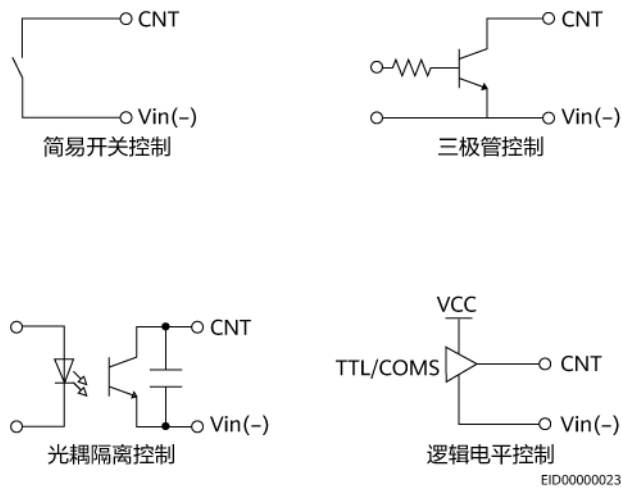 CNT
Vin(-)
简易开关控制
CNT
Vin(-)
三极管控制
CNT
Vin(-)
光耦隔离控制
VCC
TTL/COMS
CNT
Vin(-)
逻辑电平控制
EID00000023